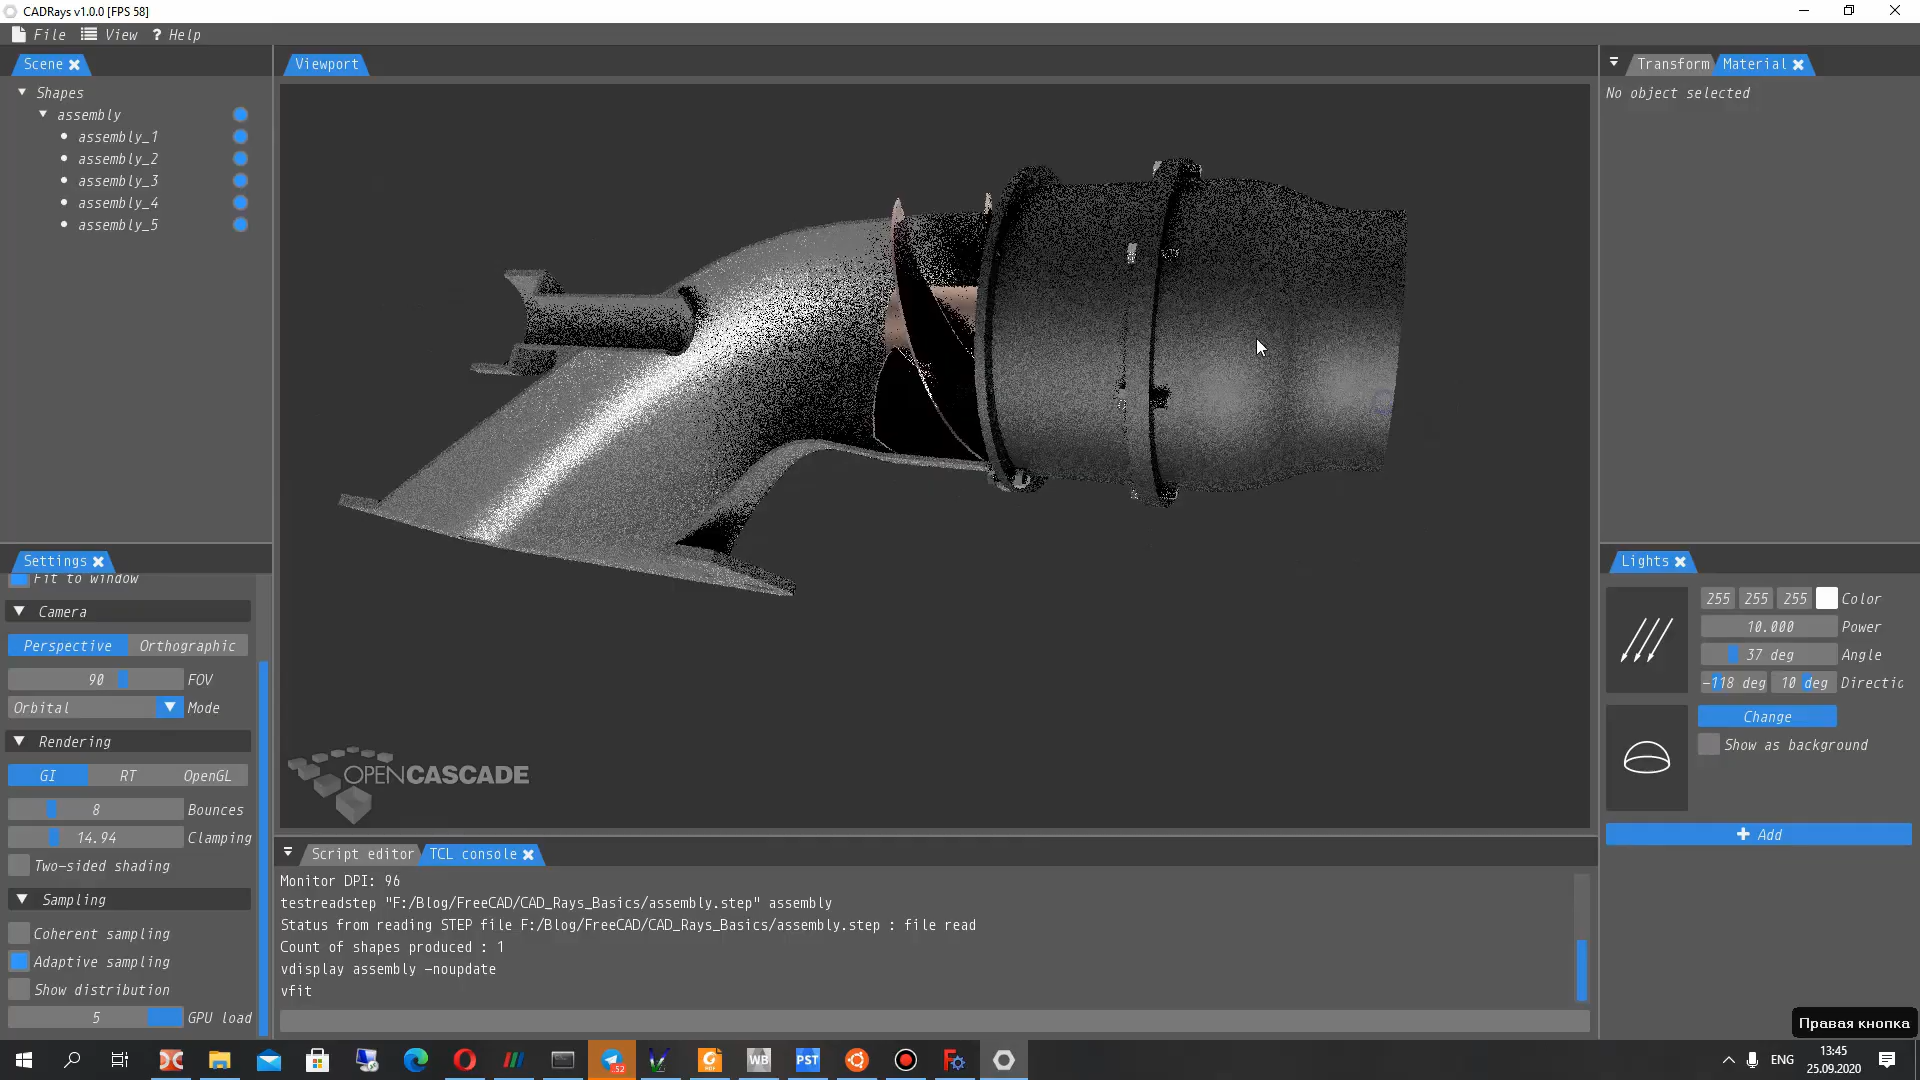 CADRays v1.0.0 [FPS 58]
File View ? Help
Scene
Shapes
assembly
assembly_1
assembly_2
assembly_3
assembly_4
assembly_5
Viewport
Transform Material
No object selected
Settings
Fit to window
Camera
Perspective Orthographic
90 FOV
Orbital Mode
Rendering
GI RT OpenGL
8 Bounces
14.94 Clamping
Two-sided shading
Sampling
Coherent sampling
Adaptive sampling
Show distribution
5 GPU load
OPENCASCADE
Script editor TCL console
Monitor DPI: 96
testreadstep "F:/Blog/FreeCAD/CAD_Rays_Basics/assembly.step" assembly
Status from reading STEP file F:/Blog/FreeCAD/CAD_Rays_Basics/assembly.step : file read
Count of shapes produced : 1
vdisplay assembly -noupdate
vfit
Lights
255 255 255 Color
10.000 Power
37 deg Angle
-118 deg 10 deg Directic
Change
Show as background
+ Add
Правая кнопка
52
WB
PST
ENG
13:45
25.09.2020